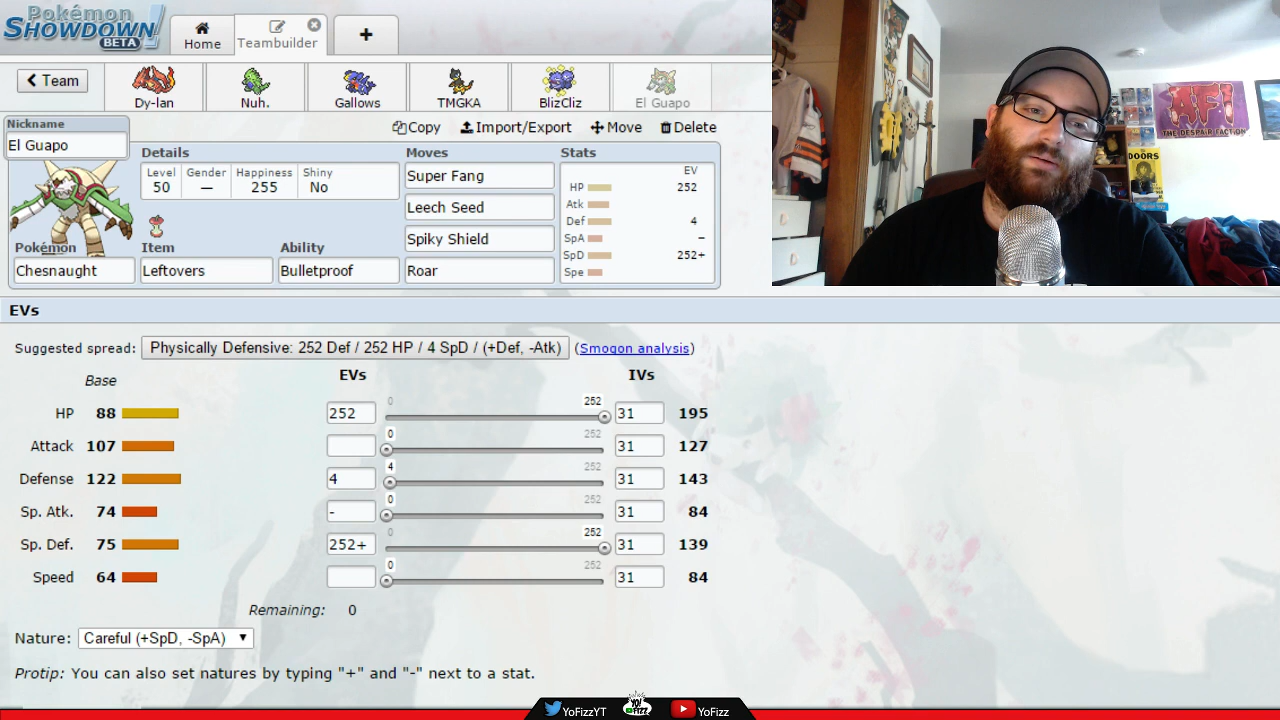 Pokémon
SHOWDOWN!
BETA
Home
Teambuilder
+
Team
Dy-lan
Nuh.
Gallows
TMGKA
BlizCliz
El Guapo
Nickname
El Guapo
Copy
Import/Export
Move
Delete
Details
Level
50
Gender
—
Happiness
255
Shiny
No
Pokémon
Chesnaught
Item
Leftovers
Ability
Bulletproof
Moves
Super Fang
Leech Seed
Spiky Shield
Roar
Stats
EV
HP 252
Atk
Def 4
SpA –
SpD 252+
Spe
AFI
THE DESPAIR FACTION
DOORS
EVs
Suggested spread: Physically Defensive: 252 Def / 252 HP / 4 SpD / (+Def, -Atk) (Smogon analysis)
Base EVs IVs
HP 88 252 0 252 31 195
Attack 107 0 252 31 127
Defense 122 4 4 252 31 143
Sp. Atk. 74 - 0 252 31 84
Sp. Def. 75 252+ 0 252 31 139
Speed 64 0 252 31 84
Remaining: 0
Nature: Careful (+SpD, -SpA)
Protip: You can also set natures by typing "+" and "-" next to a stat.
YoFizzYT
YO!
FIZZ
YoFizz